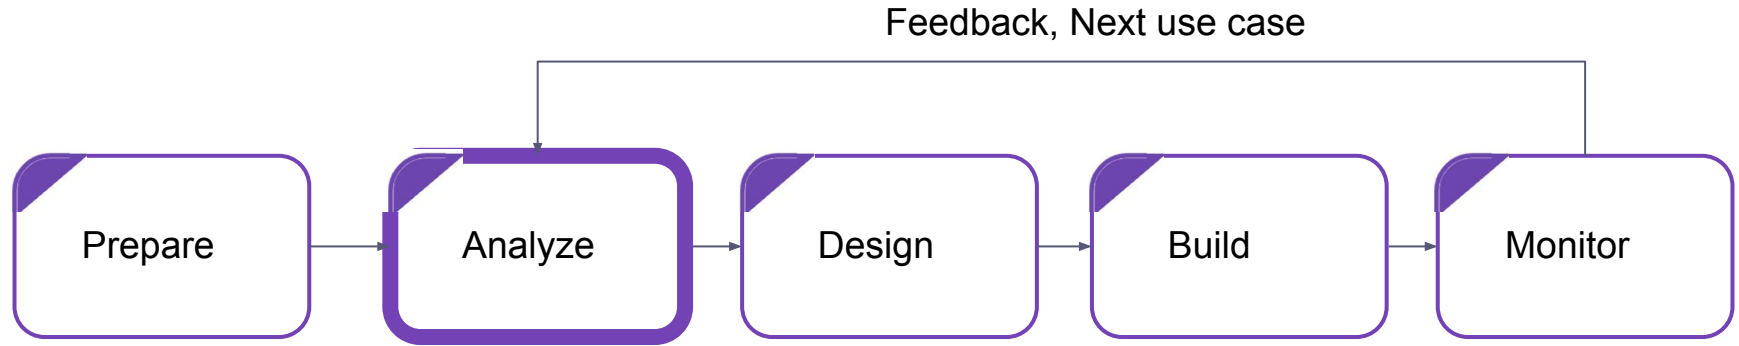 Feedback, Next use case
Prepare
Analyze
Design
Build
Monitor